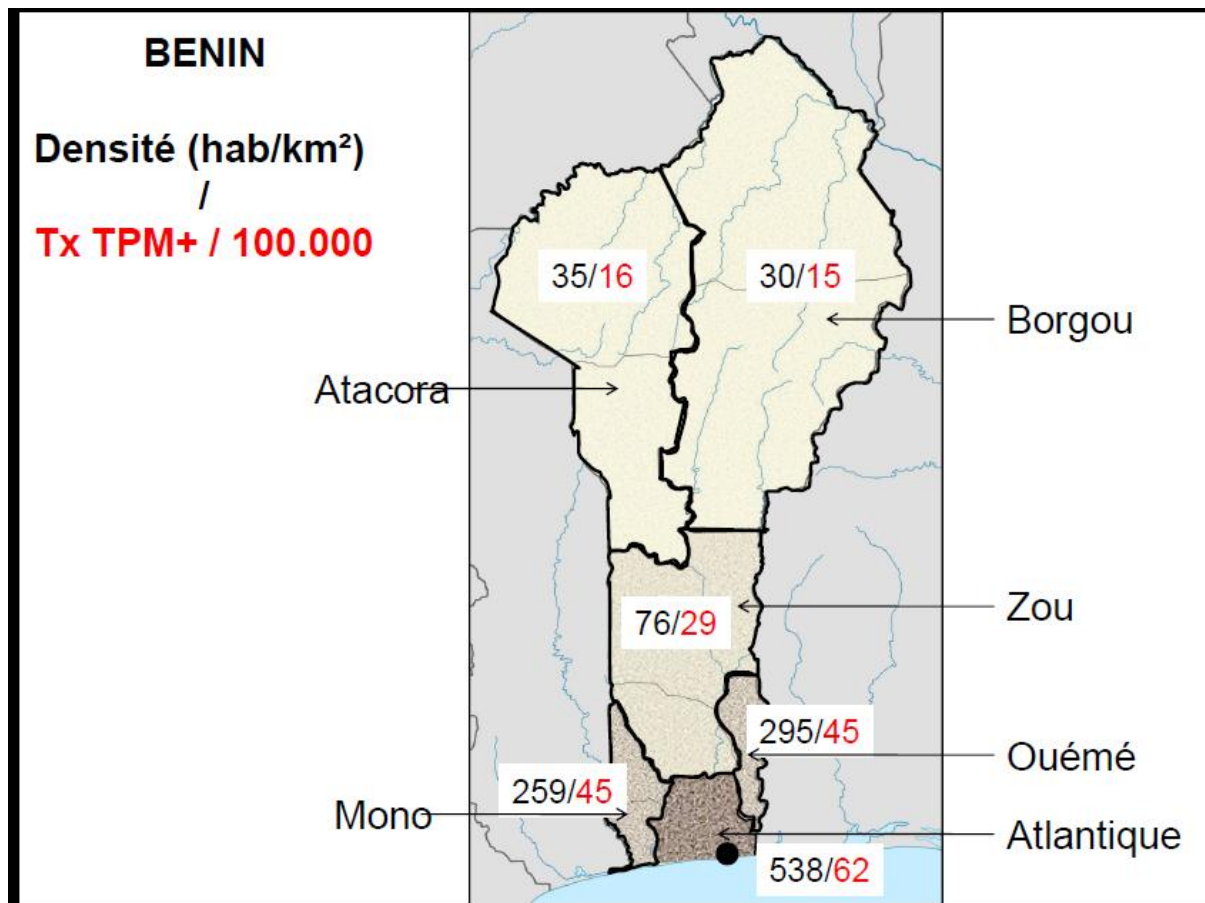 BENIN
Densité (hab/km²)
/
Tx TPM+ / 100.000
35/16
30/15
Borgou
Atacora
76/29
Zou
295/45
Ouémé
259/45
Mono
Atlantique
538/62